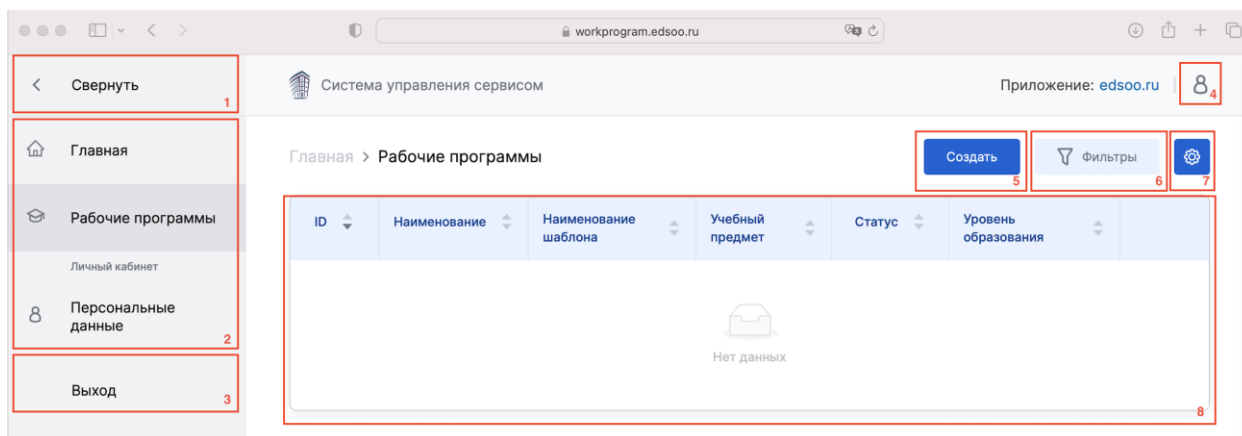 workprogram.edsoo.ru
Свернуть
1
Система управления сервисом
Приложение: edsoo.ru
4
Главная
Рабочие программы
Личный кабинет
Персональные
данные
2
Выход
3
Главная > Рабочие программы
Создать
5
Фильтры
6
7
ID
Наименование
Наименование
шаблона
Учебный
предмет
Статус
Уровень
образования
Нет данных
8